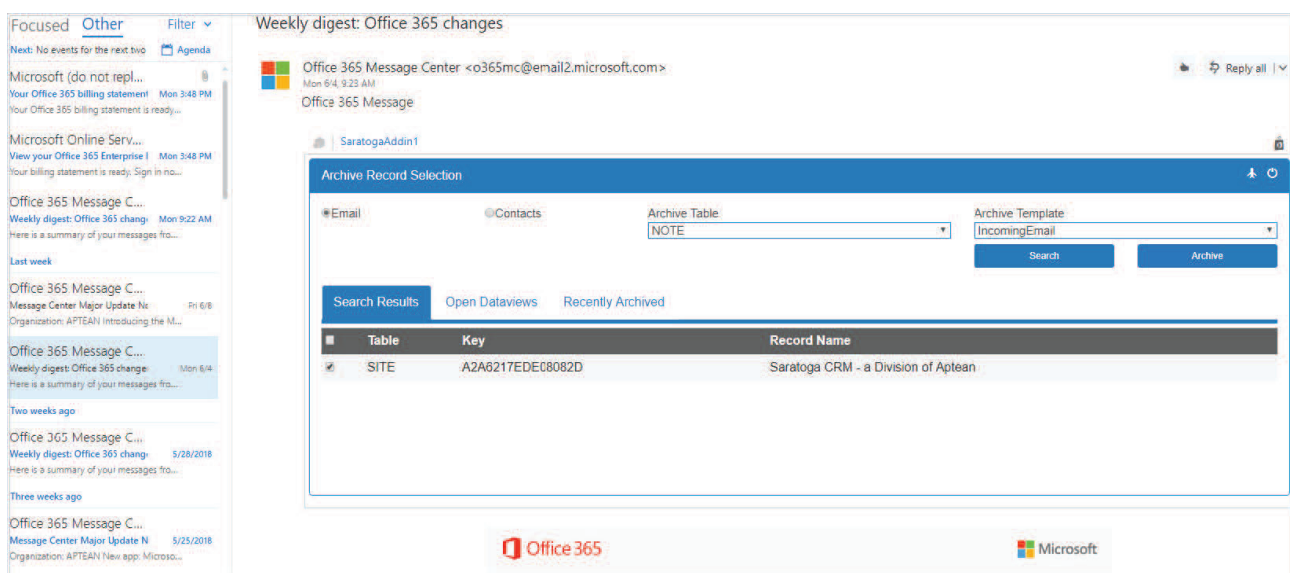 Focused Other Filter
Next: No events for the next two Agenda
Microsoft (do not repl...
Your Office 365 billing statement Mon 3:48 PM
Your Office 365 billing statement is ready...
Microsoft Online Serv...
View your Office 365 Enterprise Mon 3:48 PM
Your billing statement is ready. Sign in no...
Office 365 Message C...
Weekly digest: Office 365 chang Mon 9:22 AM
Here is a summary of your messages fro...
Last week
Office 365 Message C...
Message Center Major Update Fri 6/8
Organization: APTEAN Introducing the M...
Office 365 Message C...
Weekly digest: Office 365 change Mon 6/4
Here is a summary of your messages fro...
Two weeks ago
Office 365 Message C...
Weekly digest: Office 365 chang 5/28/2018
Here is a summary of your messages fro...
Three weeks ago
Office 365 Message C...
Message Center Major Update N 5/25/2018
Organization: APTEAN New app: Microso...
Weekly digest: Office 365 changes
Office 365 Message Center <o365mc@email2.microsoft.com>
Reply all
Mon 6/4, 9:23 AM
Office 365 Message
SaratogaAddin1
Archive Record Selection
Email Contacts Archive Table Archive Template
NOTE IncomingEmail
Search Archive
Search Results Open Dataviews Recently Archived
Table Key Record Name
SITE A2A6217EDE08082D Saratoga CRM - a Division of Aptean
Office 365 Microsoft